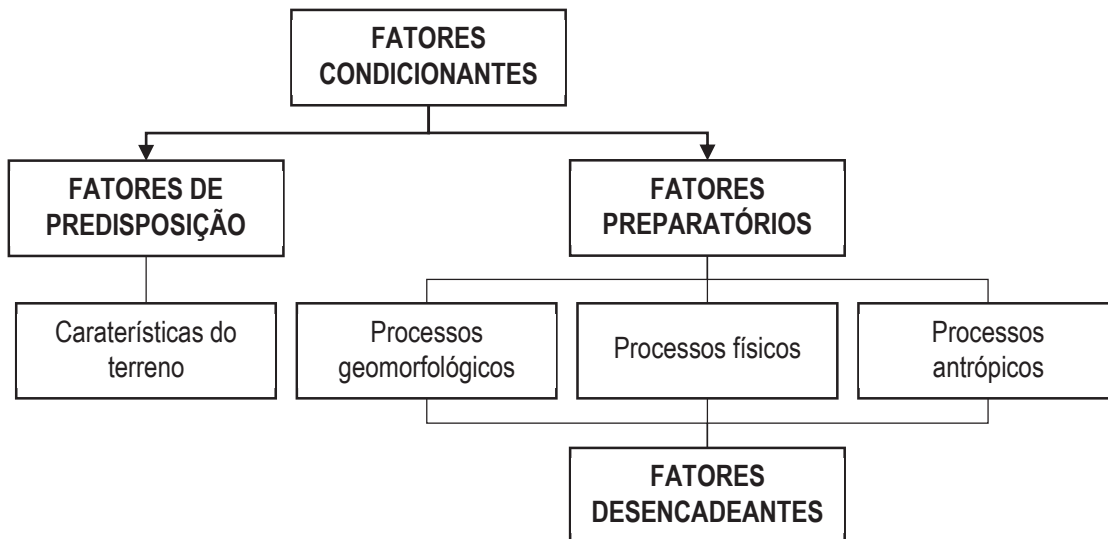 FATORES
CONDICIONANTES
FATORES DE
PREDISPOSIÇÃO
FATORES
PREPARATÓRIOS
Caraterísticas do
terreno
Processos
geomorfológicos
Processos físicos
Processos
antrópicos
FATORES
DESENCADEANTES